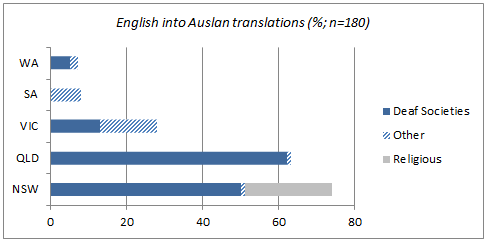 English into Auslan translations (%; n=180)
WA
SA
VIC
QLD
NSW
0 20 40 60 80
Deaf Societies
Other
Religious